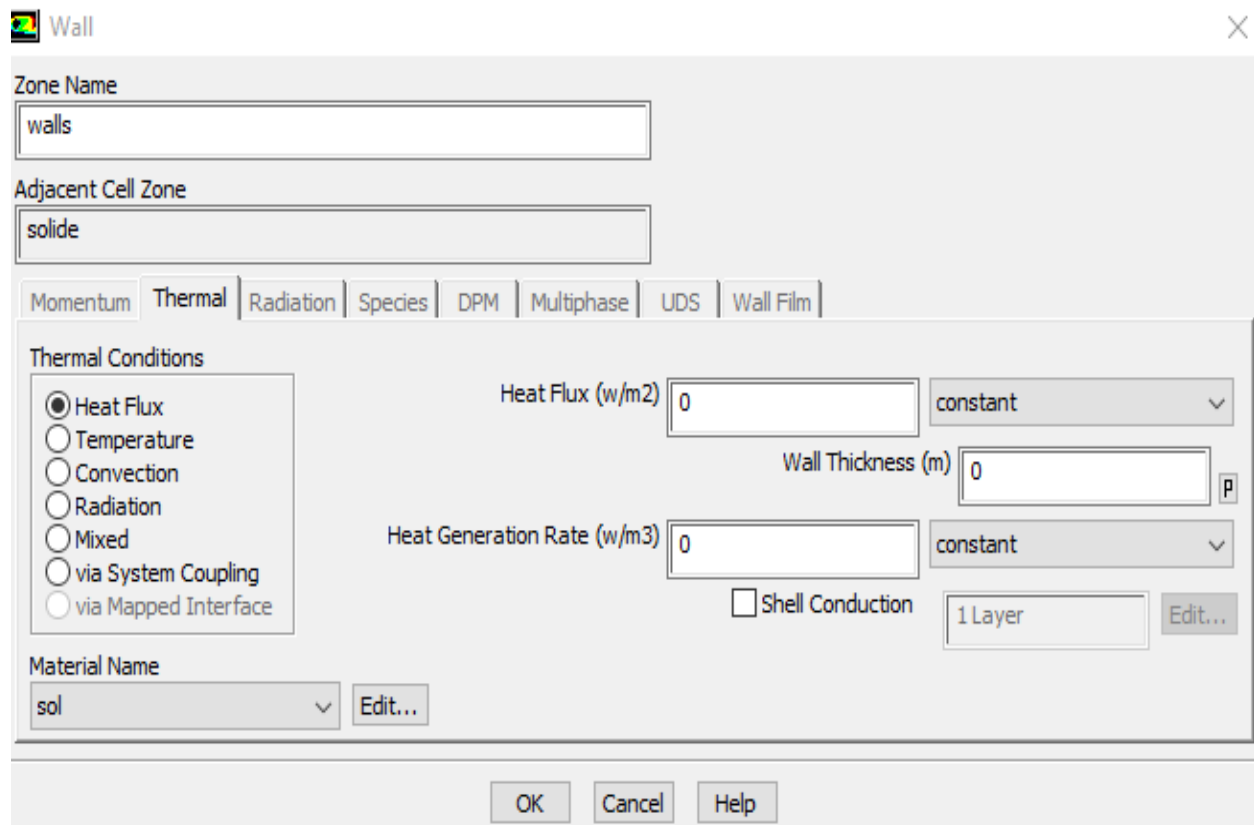 Wall
Zone Name
walls
Adjacent Cell Zone
solide
Momentum Thermal Radiation Species DPM Multiphase UDS Wall Film
Thermal Conditions
Heat Flux
Temperature
Convection
Radiation
Mixed
via System Coupling
via Mapped Interface
Heat Flux (w/m2) 0 constant
Wall Thickness (m) 0 P
Heat Generation Rate (w/m3) 0 constant
Shell Conduction 1 Layer Edit...
Material Name
sol Edit...
OK Cancel Help